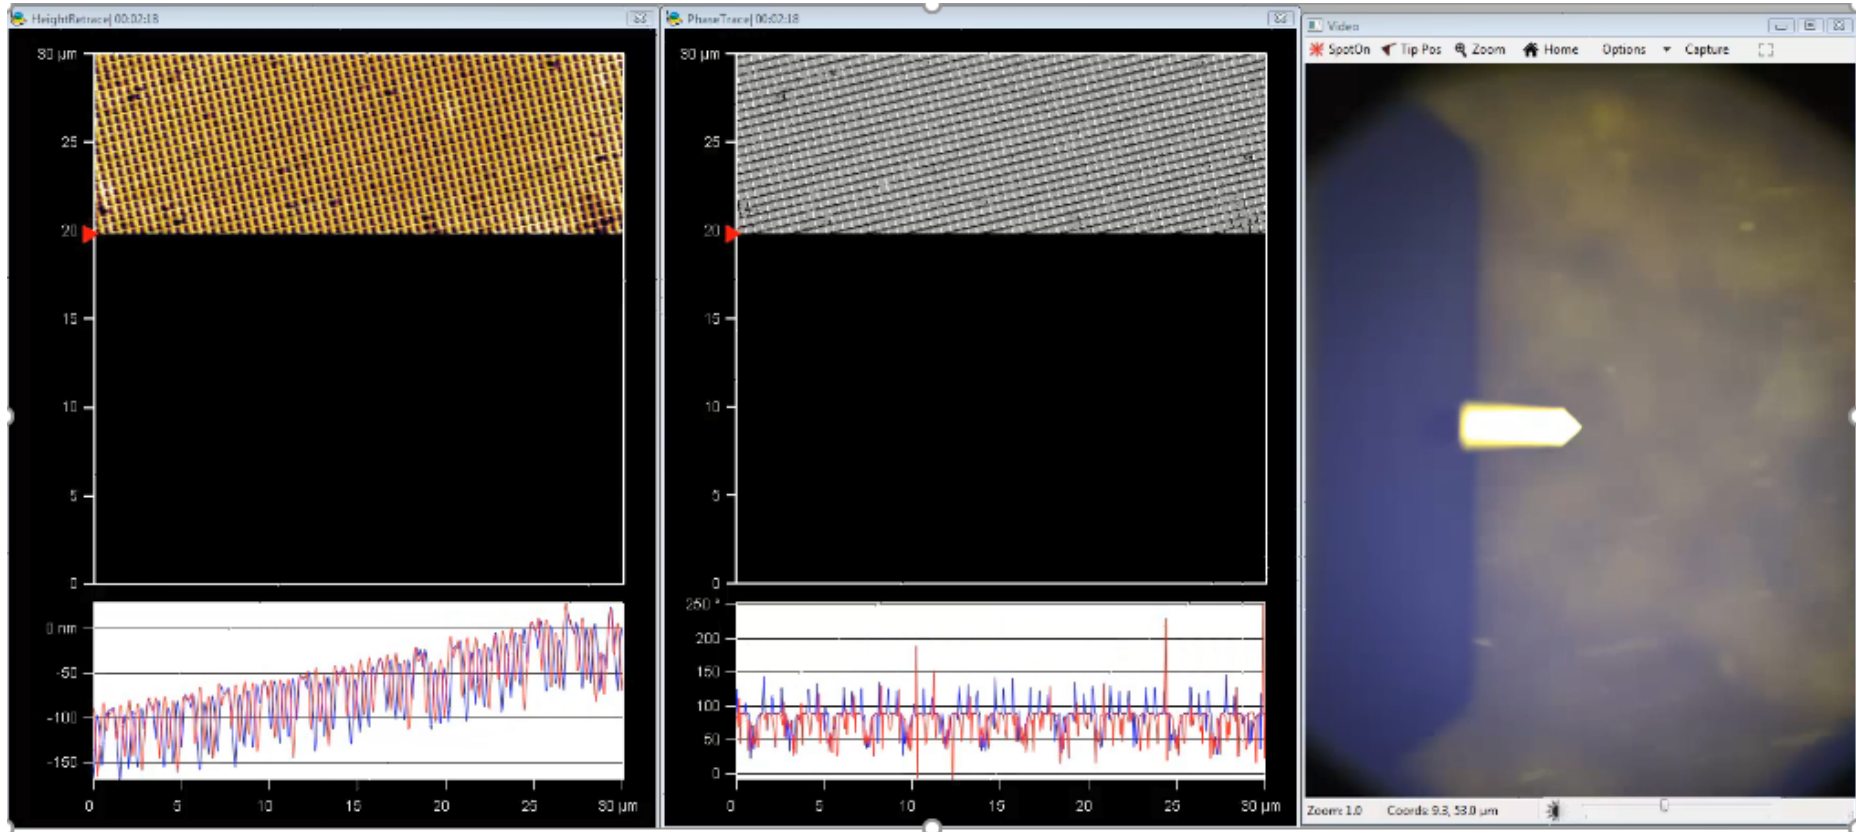 HeightRetrace| 00:02:18
30 µm
25
20
15
10
5
0
0 nm
-50
-100
-150
0 5 10 15 20 25 30 µm
PhaseTrace| 00:02:18
30 µm
25
20
15
10
5
0
250 °
200
150
100
50
0
0 5 10 15 20 25 30 µm
Video
SpotOn Tip Pos Zoom Home Options Capture
Zoom: 1.0 Coords: 9.3, 53.0 µm